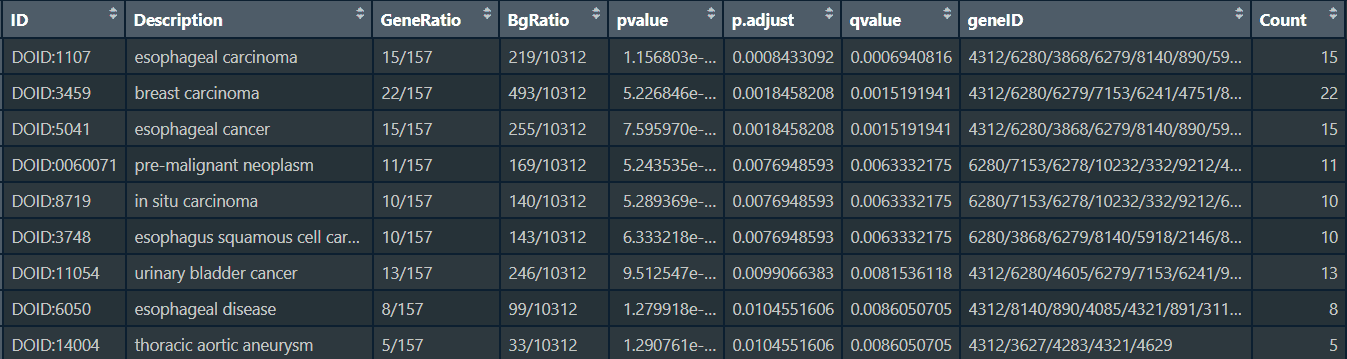 ID Description GeneRatio BgRatio pvalue p.adjust qvalue geneID Count
DOID:1107 esophageal carcinoma 15/157 219/10312 1.156803e-... 0.0008433092 0.0006940816 4312/6280/3868/6279/8140/890/59... 15
DOID:3459 breast carcinoma 22/157 493/10312 5.226846e-... 0.0018458208 0.0015191941 4312/6280/6279/7153/6241/4751/8... 22
DOID:5041 esophageal cancer 15/157 255/10312 7.595970e-... 0.0018458208 0.0015191941 4312/6280/3868/6279/8140/890/59... 15
DOID:0060071 pre-malignant neoplasm 11/157 169/10312 5.243535e-... 0.0076948593 0.0063332175 6280/7153/6278/10232/332/9212/4... 11
DOID:8719 in situ carcinoma 10/157 140/10312 5.289369e-... 0.0076948593 0.0063332175 6280/7153/6278/10232/332/9212/6... 10
DOID:3748 esophagus squamous cell car... 10/157 143/10312 6.333218e-... 0.0076948593 0.0063332175 6280/3868/6279/8140/5918/2146/8... 10
DOID:11054 urinary bladder cancer 13/157 246/10312 9.512547e-... 0.0099066383 0.0081536118 4312/6280/4605/6279/7153/6241/9... 13
DOID:6050 esophageal disease 8/157 99/10312 1.279918e-... 0.0104551606 0.0086050705 4312/8140/890/4085/4321/891/311... 8
DOID:14004 thoracic aortic aneurysm 5/157 33/10312 1.290761e-... 0.0104551606 0.0086050705 4312/3627/4283/4321/4629 5